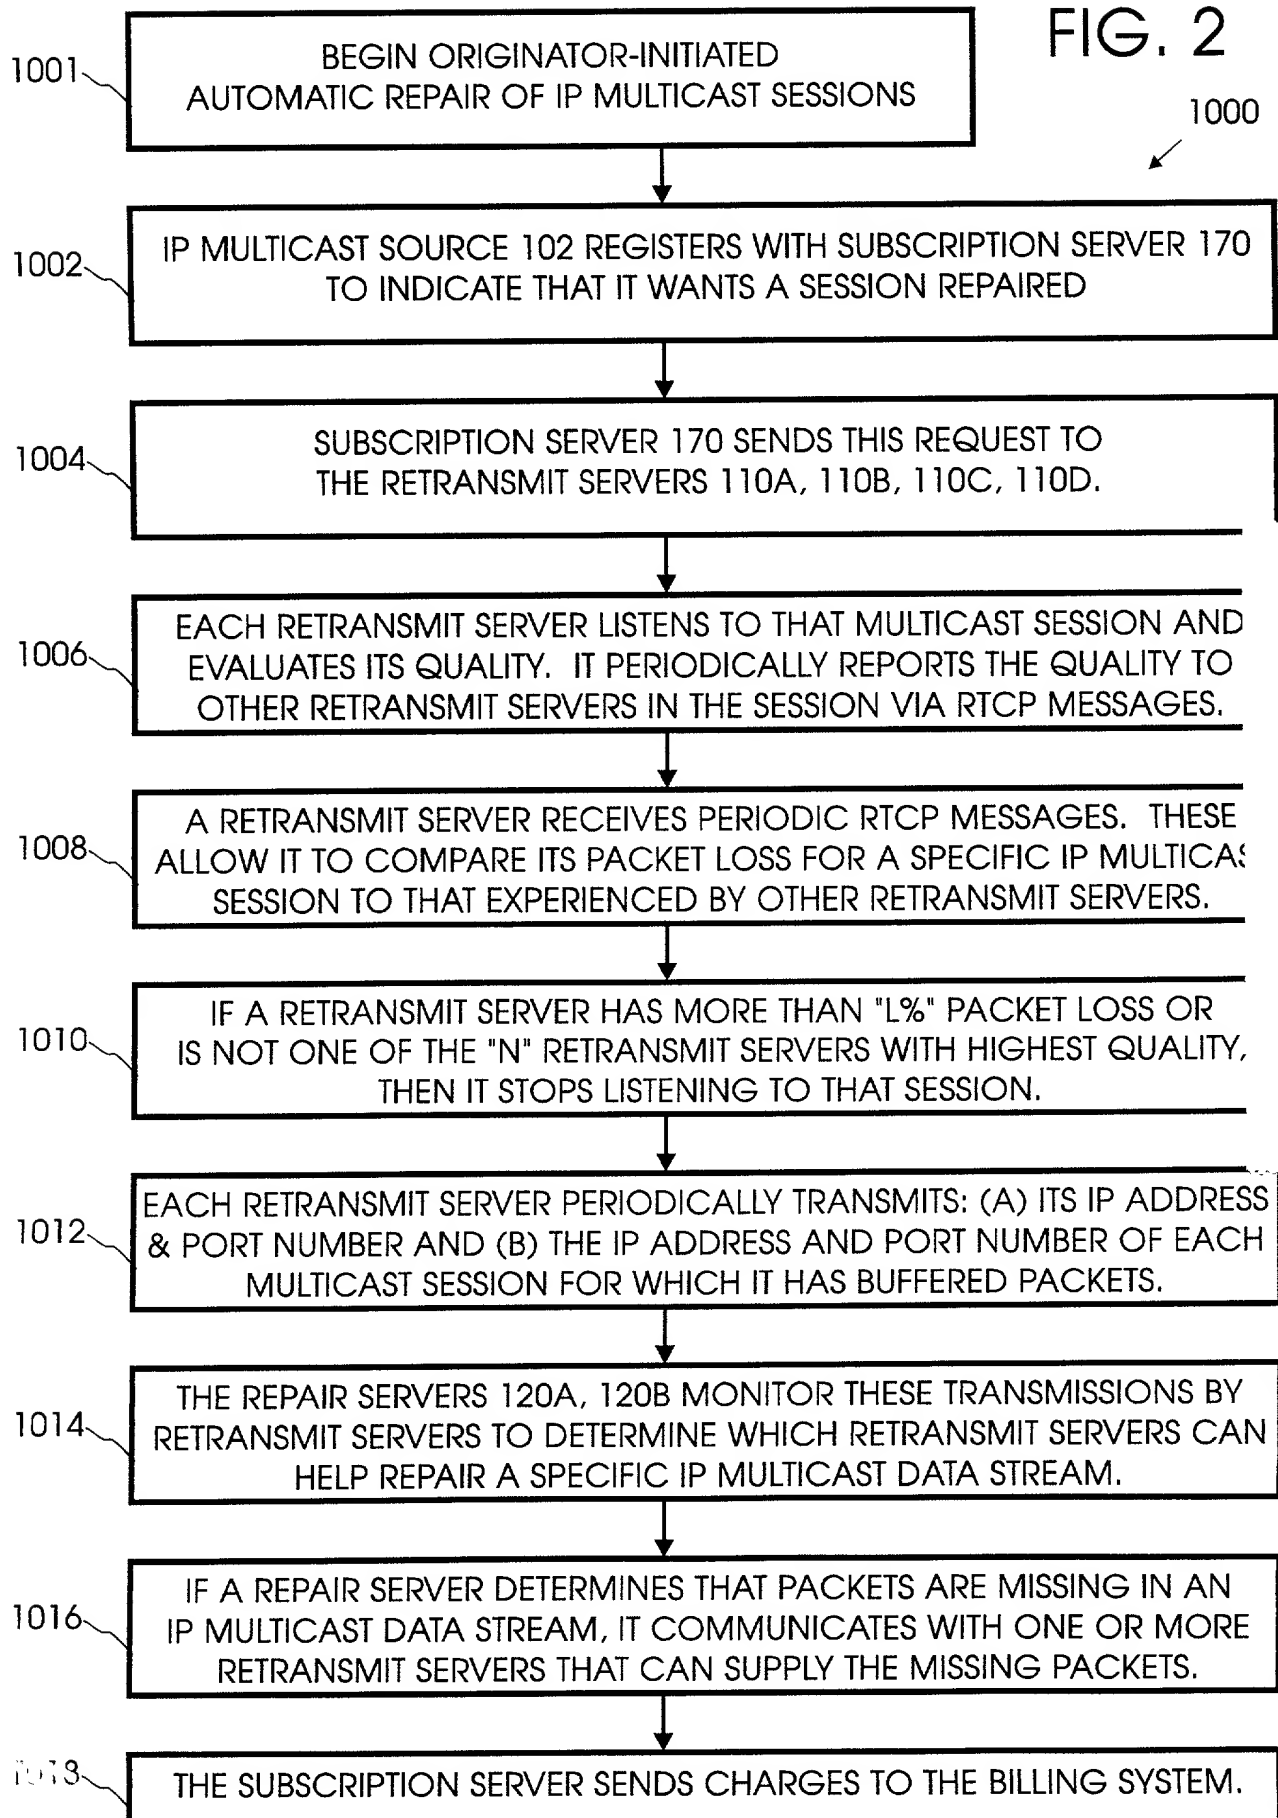 FIG. 2
1000
1001
BEGIN ORIGINATOR-INITIATED
AUTOMATIC REPAIR OF IP MULTICAST SESSIONS
1002
IP MULTICAST SOURCE 102 REGISTERS WITH SUBSCRIPTION SERVER 170
TO INDICATE THAT IT WANTS A SESSION REPAIRED
1004
SUBSCRIPTION SERVER 170 SENDS THIS REQUEST TO
THE RETRANSMIT SERVERS 110A, 110B, 110C, 110D.
1006
EACH RETRANSMIT SERVER LISTENS TO THAT MULTICAST SESSION AND
EVALUATES ITS QUALITY. IT PERIODICALLY REPORTS THE QUALITY TO
OTHER RETRANSMIT SERVERS IN THE SESSION VIA RTCP MESSAGES.
1008
A RETRANSMIT SERVER RECEIVES PERIODIC RTCP MESSAGES. THESE
ALLOW IT TO COMPARE ITS PACKET LOSS FOR A SPECIFIC IP MULTICAS
SESSION TO THAT EXPERIENCED BY OTHER RETRANSMIT SERVERS.
1010
IF A RETRANSMIT SERVER HAS MORE THAN "L%" PACKET LOSS OR
IS NOT ONE OF THE "N" RETRANSMIT SERVERS WITH HIGHEST QUALITY,
THEN IT STOPS LISTENING TO THAT SESSION.
1012
EACH RETRANSMIT SERVER PERIODICALLY TRANSMITS: (A) ITS IP ADDRESS
& PORT NUMBER AND (B) THE IP ADDRESS AND PORT NUMBER OF EACH
MULTICAST SESSION FOR WHICH IT HAS BUFFERED PACKETS.
1014
THE REPAIR SERVERS 120A, 120B MONITOR THESE TRANSMISSIONS BY
RETRANSMIT SERVERS TO DETERMINE WHICH RETRANSMIT SERVERS CAN
HELP REPAIR A SPECIFIC IP MULTICAST DATA STREAM.
1016
IF A REPAIR SERVER DETERMINES THAT PACKETS ARE MISSING IN AN
IP MULTICAST DATA STREAM, IT COMMUNICATES WITH ONE OR MORE
RETRANSMIT SERVERS THAT CAN SUPPLY THE MISSING PACKETS.
THE SUBSCRIPTION SERVER SENDS CHARGES TO THE BILLING SYSTEM.